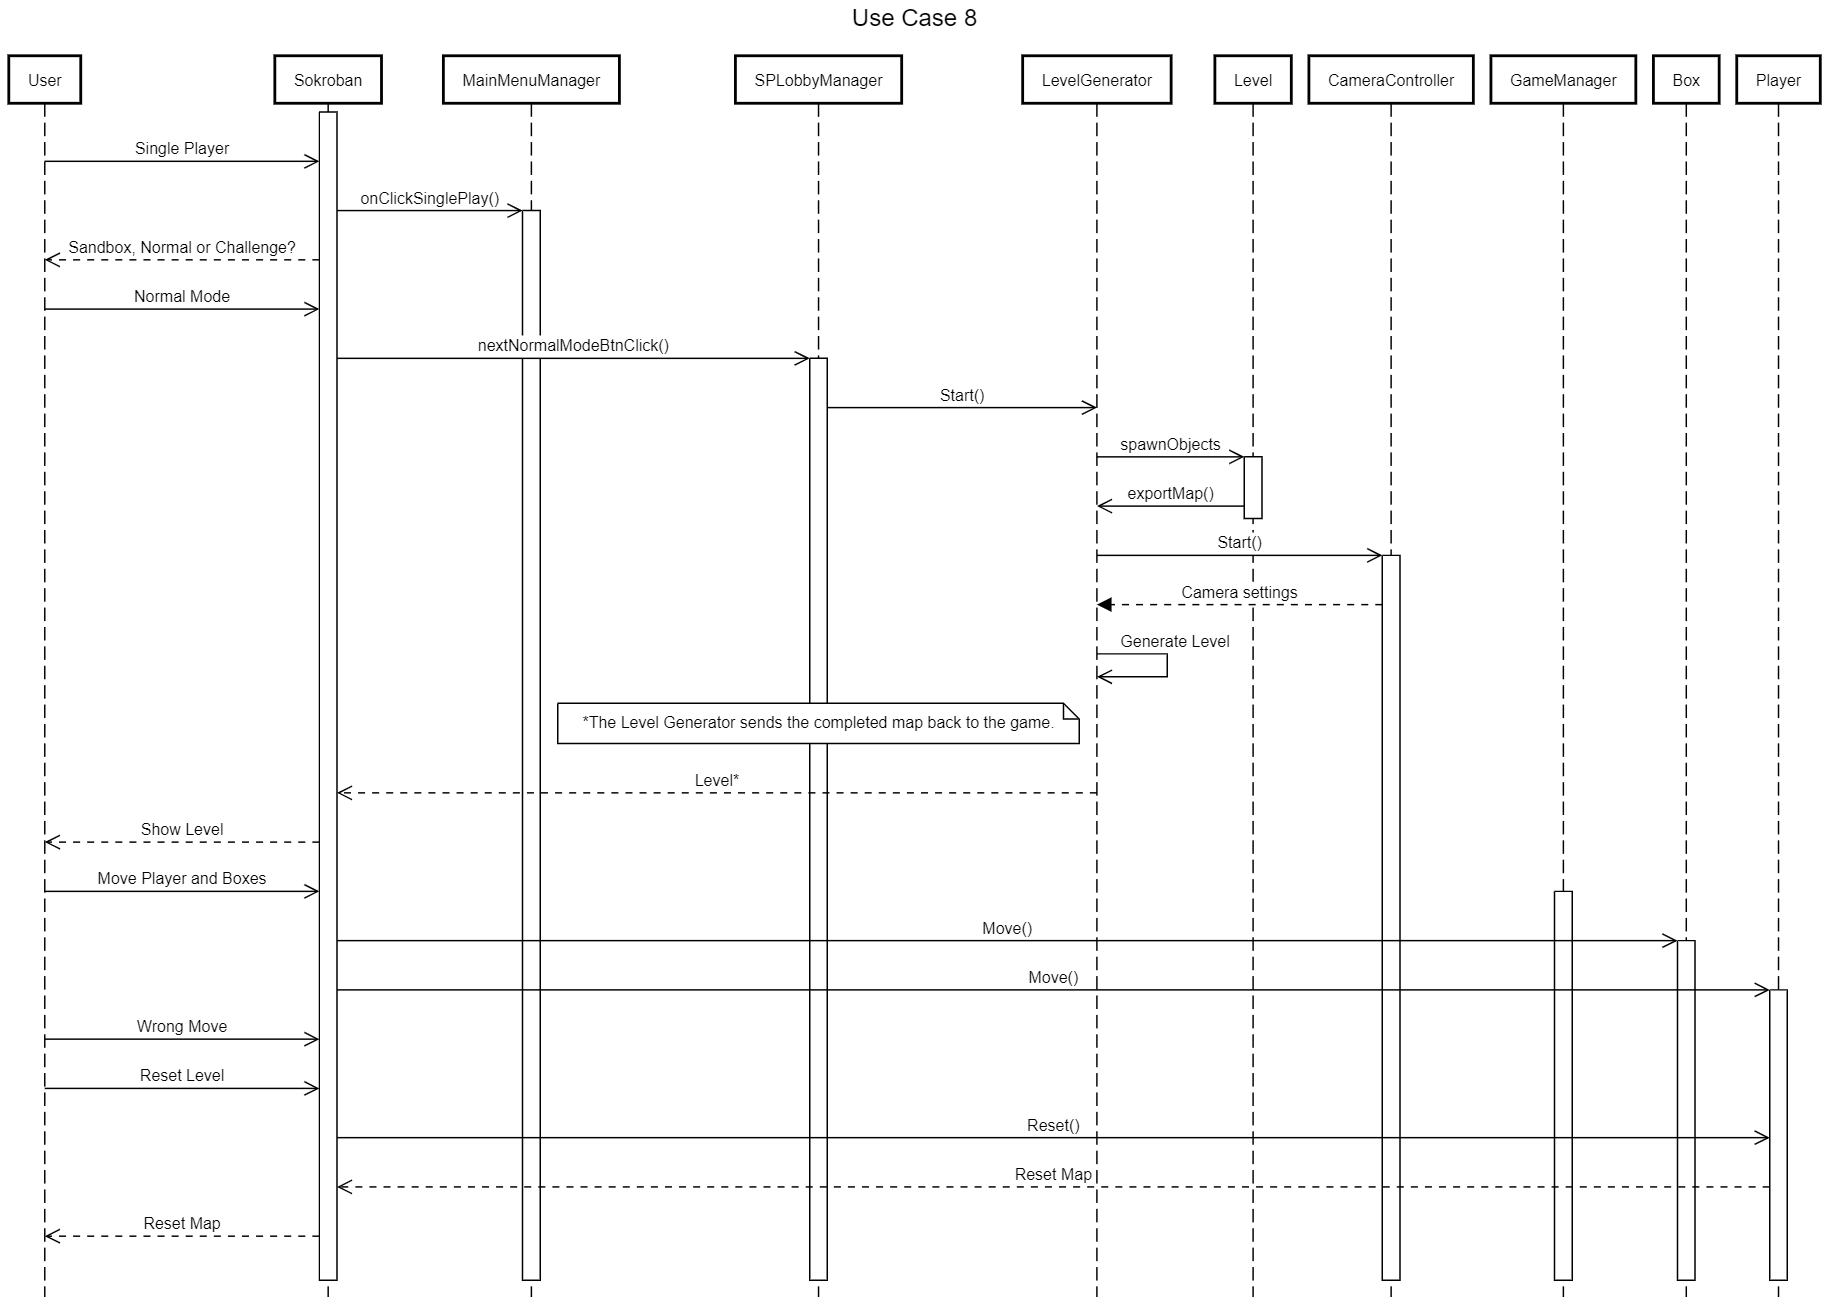 Use Case 8
User
Sokroban
MainMenuManager
SPLobbyManager
LevelGenerator
Level
CameraController
GameManager
Box
Player
Single Player
onClickSinglePlay()
Sandbox, Normal or Challenge?
Normal Mode
nextNormalModeBtnClick()
Start()
spawnObjects
exportMap()
Start()
Camera settings
Generate Level
*The Level Generator sends the completed map back to the game.
Level*
Show Level
Move Player and Boxes
Move()
Move()
Wrong Move
Reset Level
Reset()
Reset Map
Reset Map